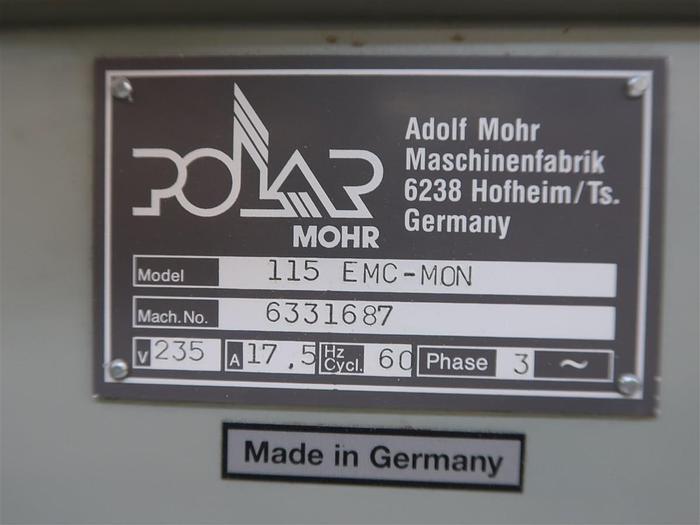 POLAR
MOHR
Adolf Mohr
Maschinenfabrik
6238 Hofheim/Ts.
Germany
Model 115 EMC-MON
Mach.No. 6331687
V 235 A 17,5 Hz Cycl. 60 Phase 3 ~
Made in Germany